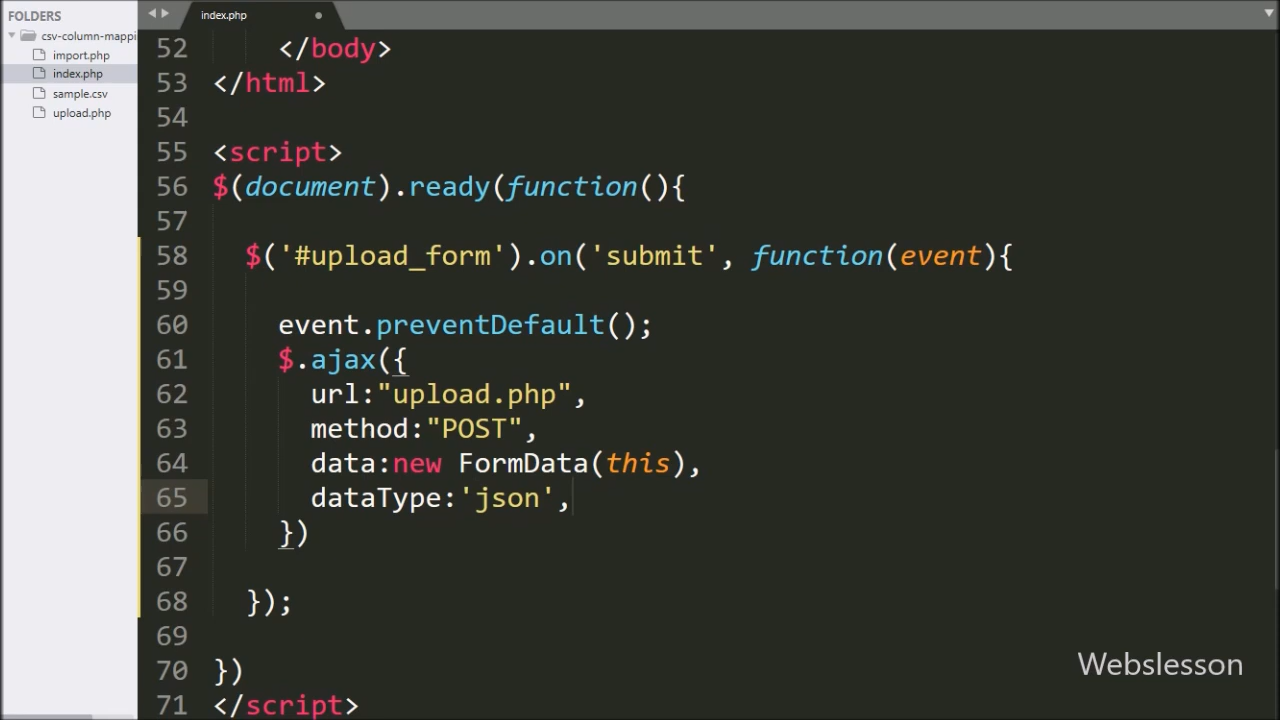 FOLDERS
csv-column-mappi
import.php
index.php
sample.csv
upload.php
index.php
52 </body>
53 </html>
54
55 <script>
56 $(document).ready(function(){
57
58 $('#upload_form').on('submit', function(event){
59
60 event.preventDefault();
61 $.ajax({
62 url:"upload.php",
63 method:"POST",
64 data:new FormData(this),
65 dataType:'json',
66 })
67
68 });
69
70 })
71 </script>
Webslesson